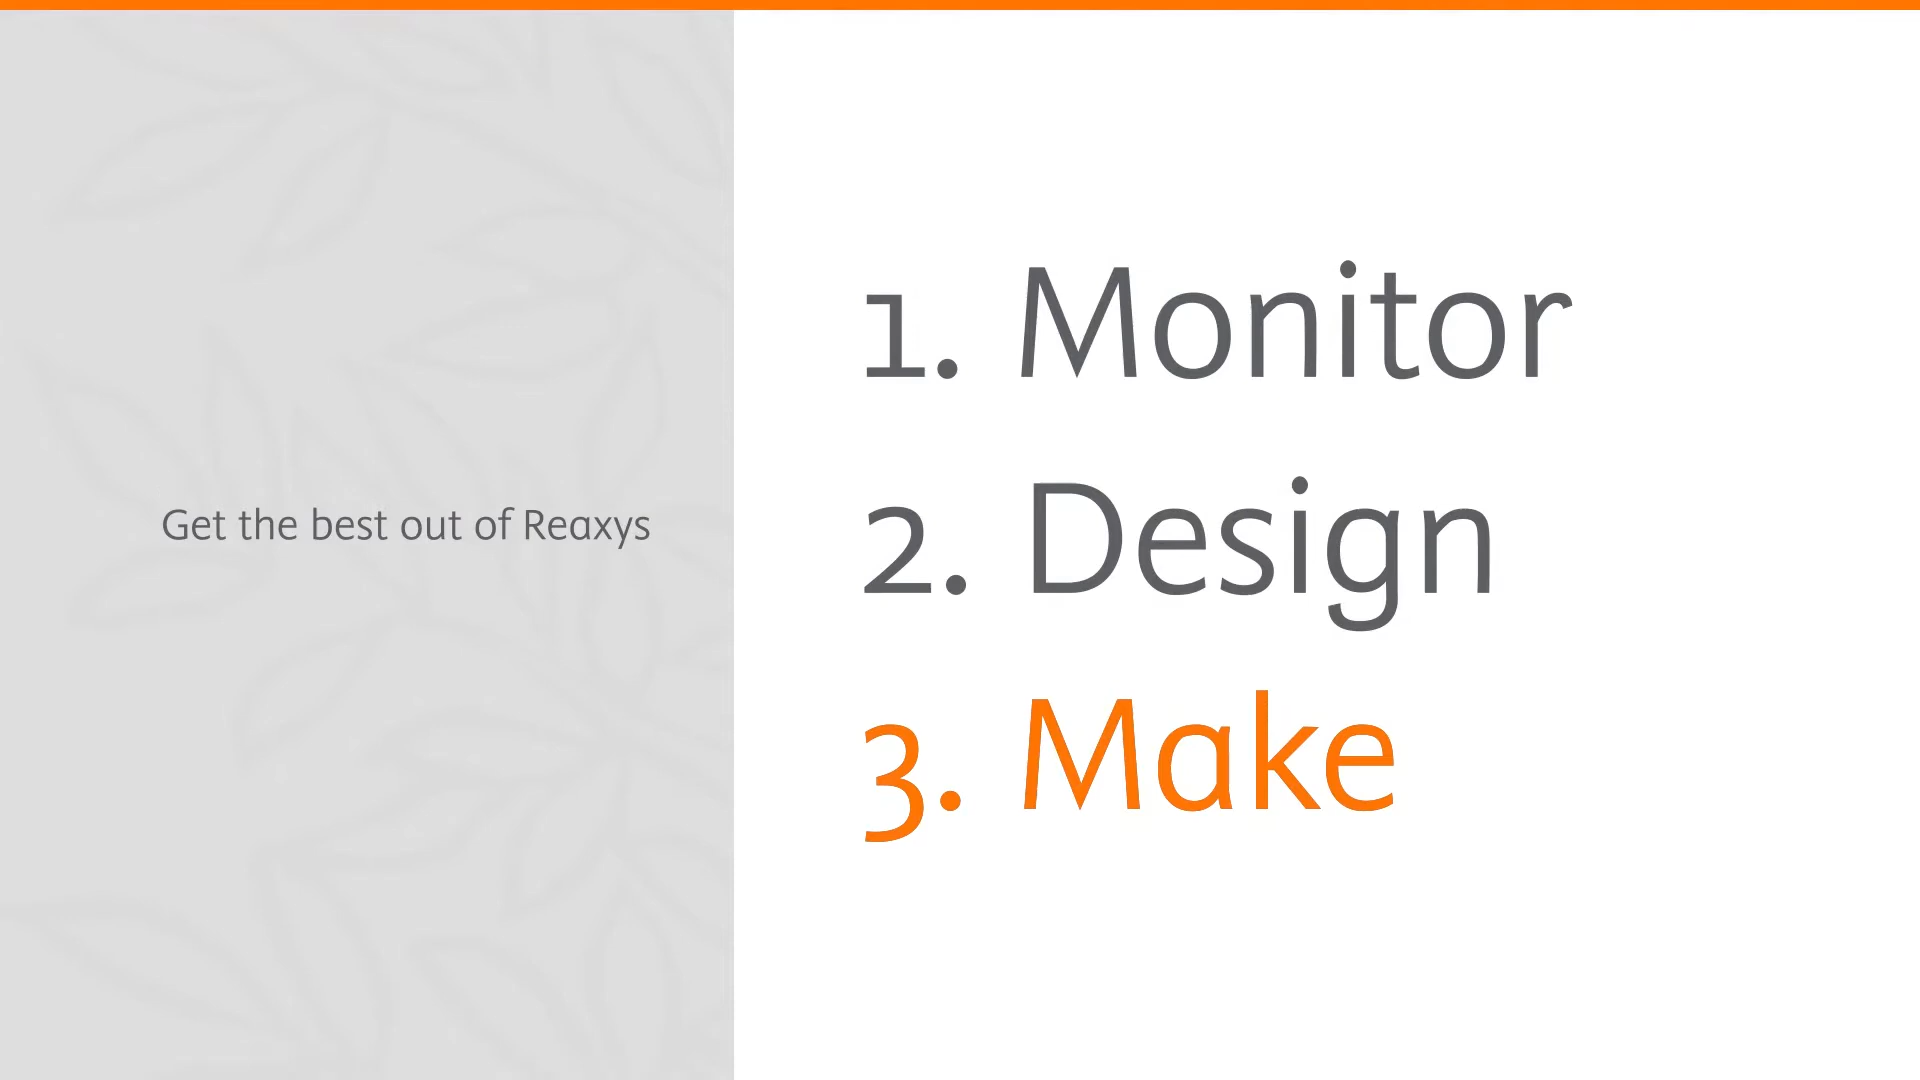 Get the best out of Reaxys
1. Monitor
2. Design
3. Make